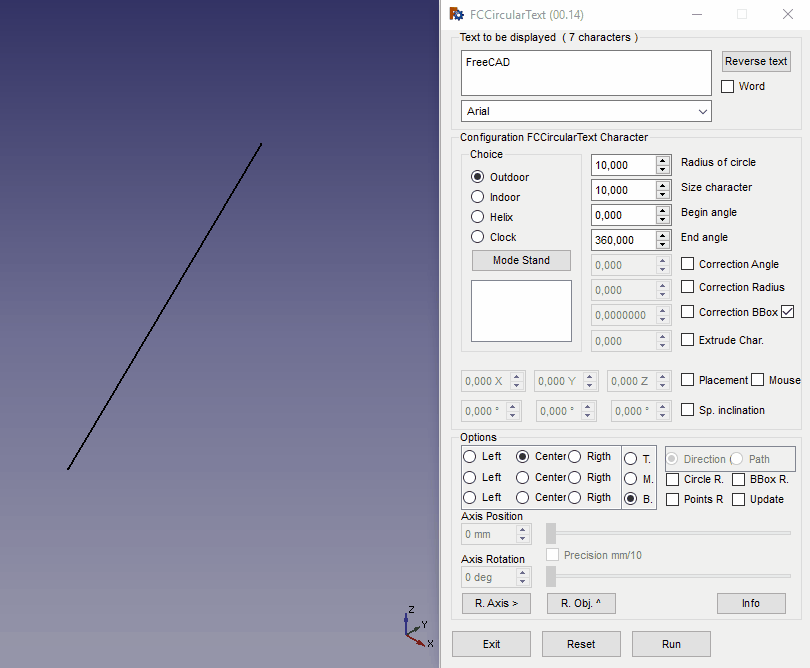 FCCircularText (00.14)
Text to be displayed ( 7 characters )
FreeCAD
Reverse text
Word
Arial
Configuration FCCircularText Character
Choice
Outdoor
Indoor
Helix
Clock
Mode Stand
10,000 Radius of circle
10,000 Size character
0,000 Begin angle
360,000 End angle
0,000 Correction Angle
0,000 Correction Radius
0,0000000 Correction BBox
0,000 Extrude Char.
0,000 X 0,000 Y 0,000 Z Placement Mouse
0,000 ° 0,000 ° 0,000 ° Sp. inclination
Options
Left Center Rigth T. Direction ( Path
Left Center Rigth M. Circle R. BBox R.
Left Center Rigth B. Points R Update
Axis Position
0 mm
Precision mm/10
Axis Rotation
0 deg
R. Axis > R. Obj. ^ Info
Exit Reset Run
Z
Y
X